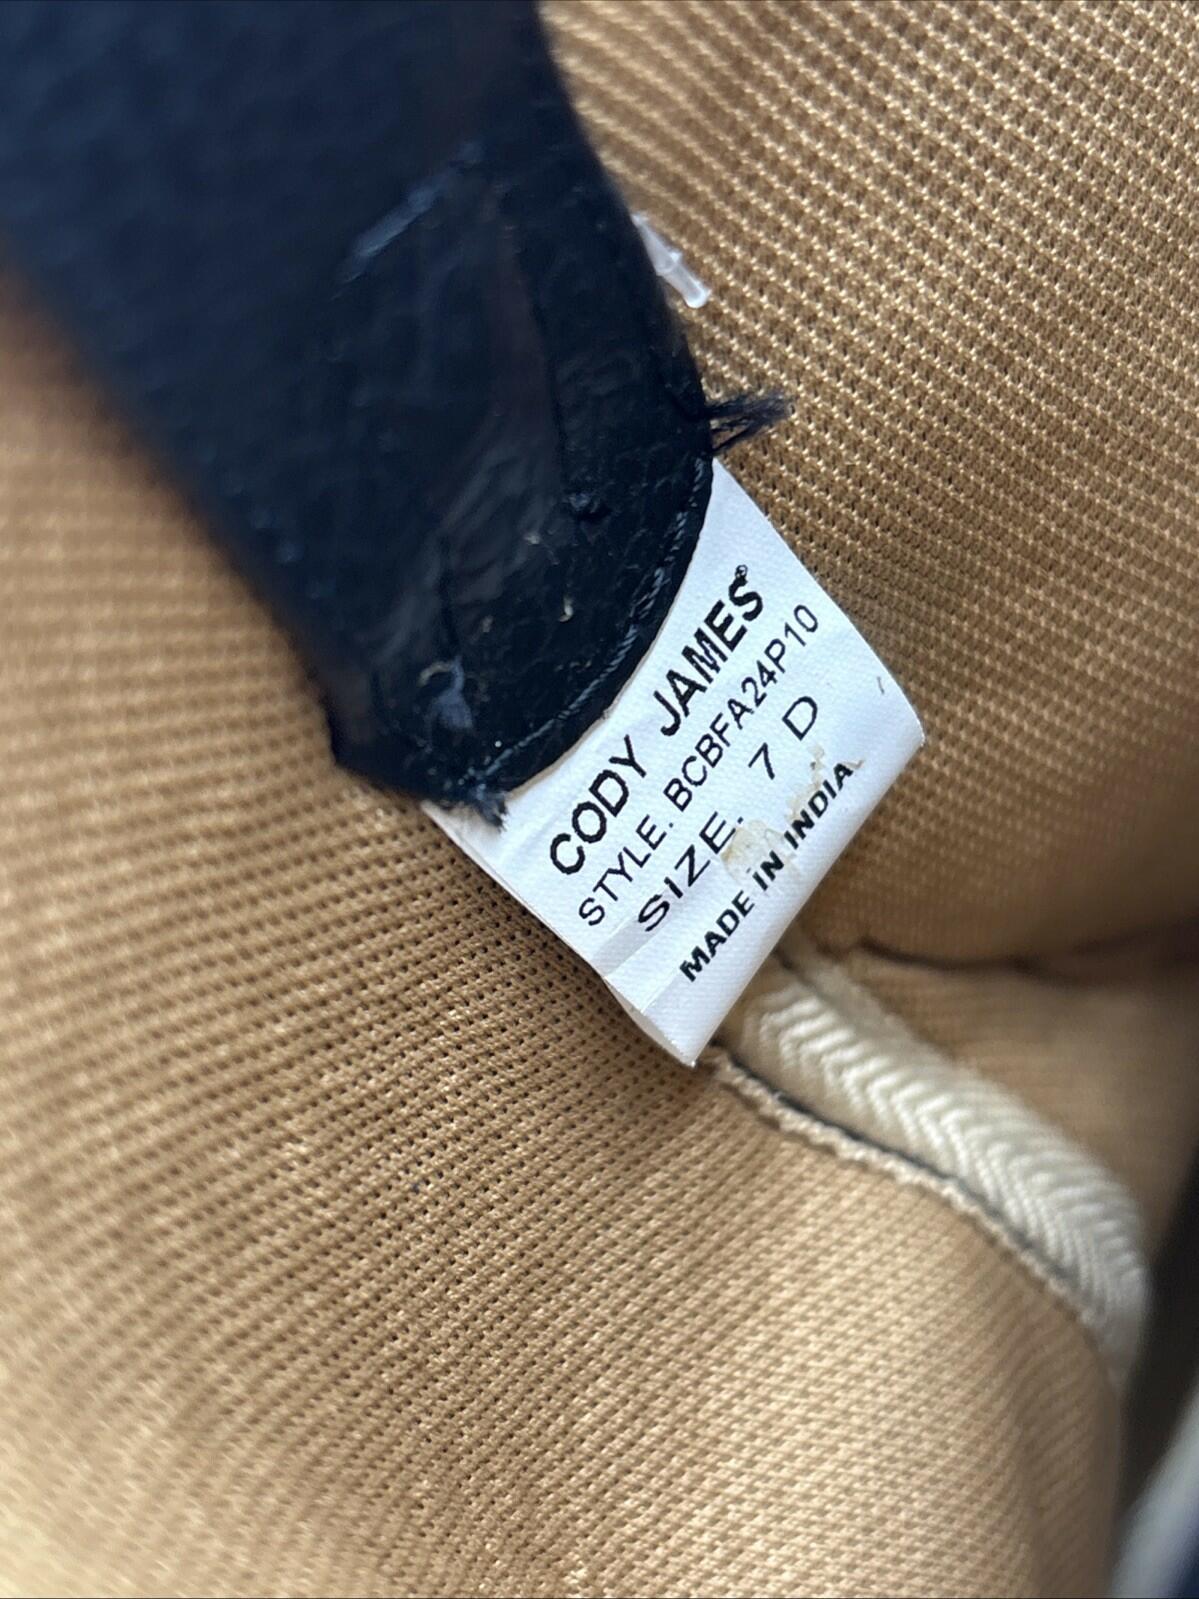 CODY JAMES®
STYLE. BCBFA24P10
SIZE. 7 D
MADE IN INDIA